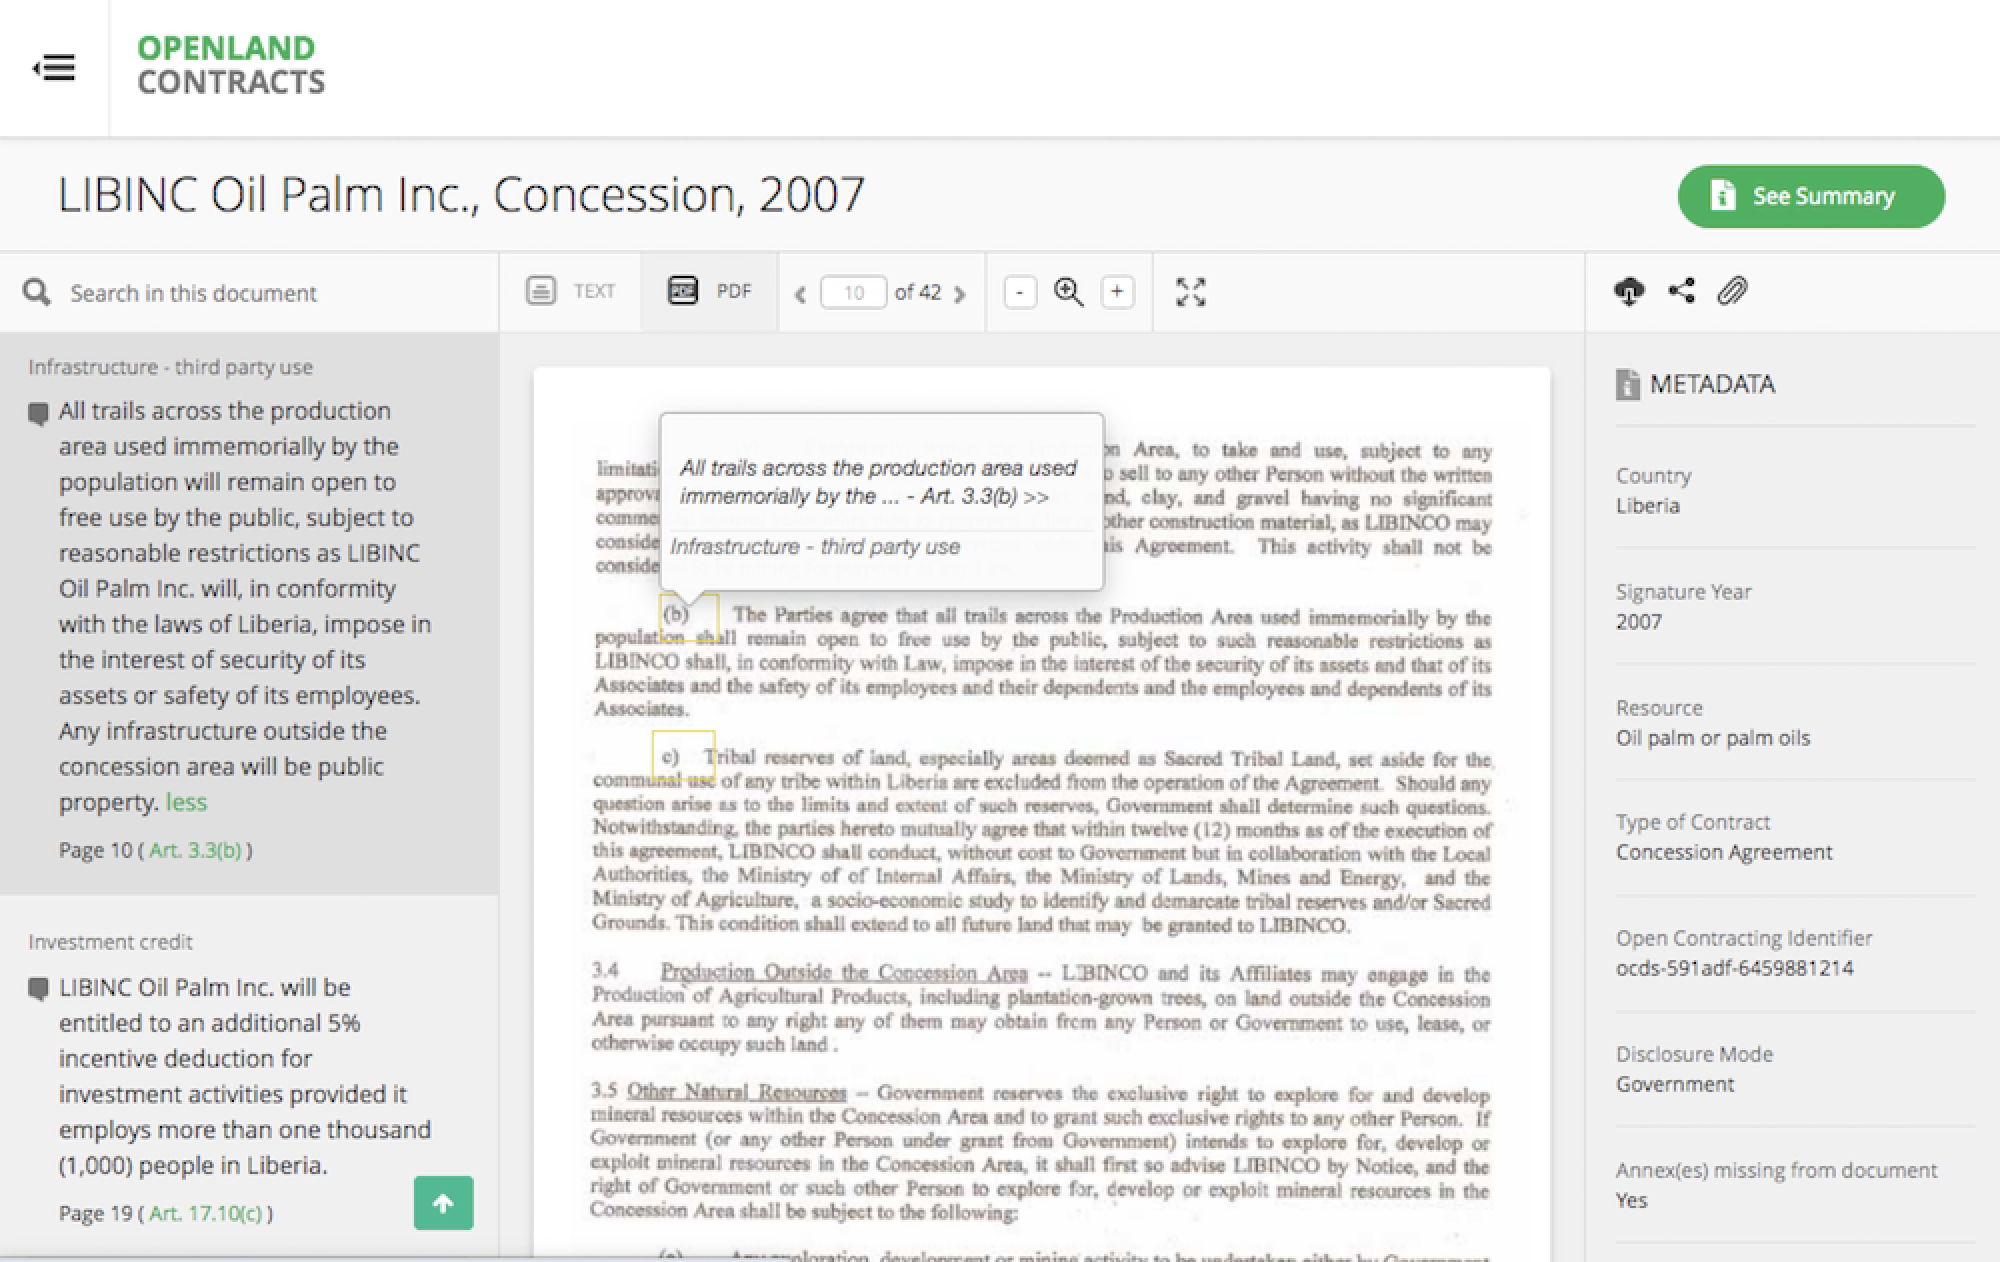 OPENLAND
CONTRACTS
LIBINC Oil Palm Inc., Concession, 2007
See Summary
Search in this document
TEXT
PDF
10 of 42
-
+
Infrastructure - third party use
All trails across the production
area used immemorially by the
population will remain open to
free use by the public, subject to
reasonable restrictions as LIBINC
Oil Palm Inc. will, in conformity
with the laws of Liberia, impose in
the interest of security of its
assets or safety of its employees.
Any infrastructure outside the
concession area will be public
property. less
Page 10 ( Art. 3.3(b) )
Investment credit
LIBINC Oil Palm Inc. will be
entitled to an additional 5%
incentive deduction for
investment activities provided it
employs more than one thousand
(1,000) people in Liberia.
Page 19 ( Art. 17.10(c) )
All trails across the production area used
immemorially by the ... - Art. 3.3(b) >>
Infrastructure - third party use
Area, to take and use, subject to any
sell to any other Person without the written
clay, and gravel having no significant
other construction material, as LIBINCO may
Agreement. This activity shall not be
(b) The Parties agree that all trails across the Production Area used immemorially by the
population shall remain open to free use by the public, subject to such reasonable restrictions as
LIBINCO shall, in conformity with Law, impose in the interest of the security of its assets and that of its
Associates and the safety of its employees and their dependents and the employees and dependents of its
Associates.
c) Tribal reserves of land, especially areas deemed as Sacred Tribal Land, set aside for the
communal use of any tribe within Liberia are excluded from the operation of the Agreement. Should any
question arise as to the limits and extent of such reserves, Government shall determine such questions.
Notwithstanding, the parties hereto mutually agree that within twelve (12) months as of the execution of
this agreement, LIBINCO shall conduct, without cost to Government but in collaboration with the Local
Authorities, the Ministry of of Internal Affairs, the Ministry of Lands, Mines and Energy, and the
Ministry of Agriculture, a socio-economic study to identify and demarcate tribal reserves and/or Sacred
Grounds. This condition shall extend to all future land that may be granted to LIBINCO.
3.4 Production Outside the Concession Area -- LIBINCO and its Affiliates may engage in the
Production of Agricultural Products, including plantation-grown trees, on land outside the Concession
Area pursuant to any right any of them may obtain from any Person or Government to use, lease, or
otherwise occupy such land .
3.5 Other Natural Resources -- Government reserves the exclusive right to explore for and develop
mineral resources within the Concession Area and to grant such exclusive rights to any other Person. If
Government (or any other Person under grant from Government) intends to explore for, develop or
exploit mineral resources in the Concession Area, it shall first so advise LIBINCO by Notice, and the
right of Government or such other Person to explore for, develop or exploit mineral resources in the
Concession Area shall be subject to the following:
development or mining activity to be undertaken either by Government
METADATA
Country
Liberia
Signature Year
2007
Resource
Oil palm or palm oils
Type of Contract
Concession Agreement
Open Contracting Identifier
ocds-591adf-6459881214
Disclosure Mode
Government
Annex(es) missing from document
Yes